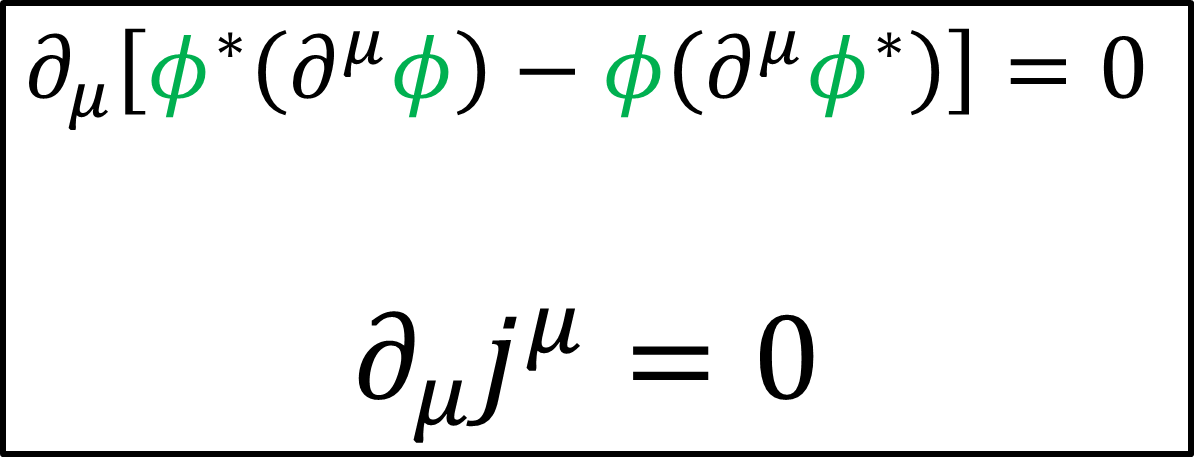 ∂_μ[ϕ*(∂^μϕ) − ϕ(∂^μϕ*)] = 0
∂_μj^μ = 0